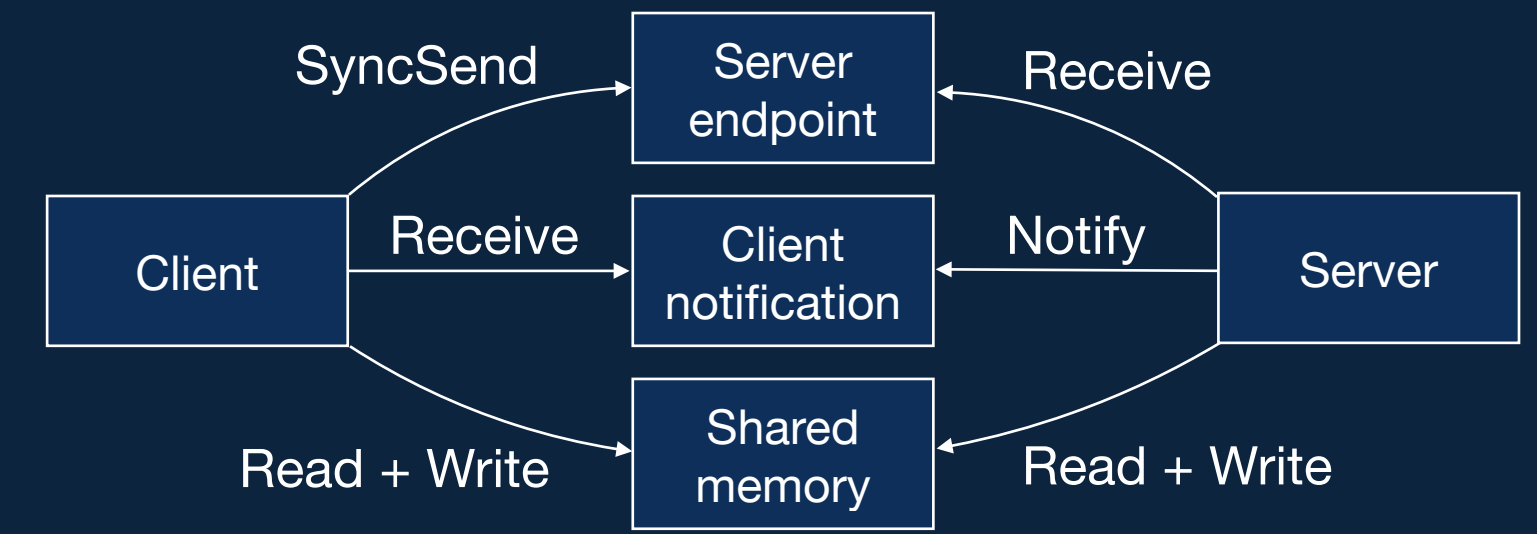 SyncSend
Server
endpoint
Receive
Client
Receive
Client
notification
Notify
Server
Read + Write
Shared
memory
Read + Write